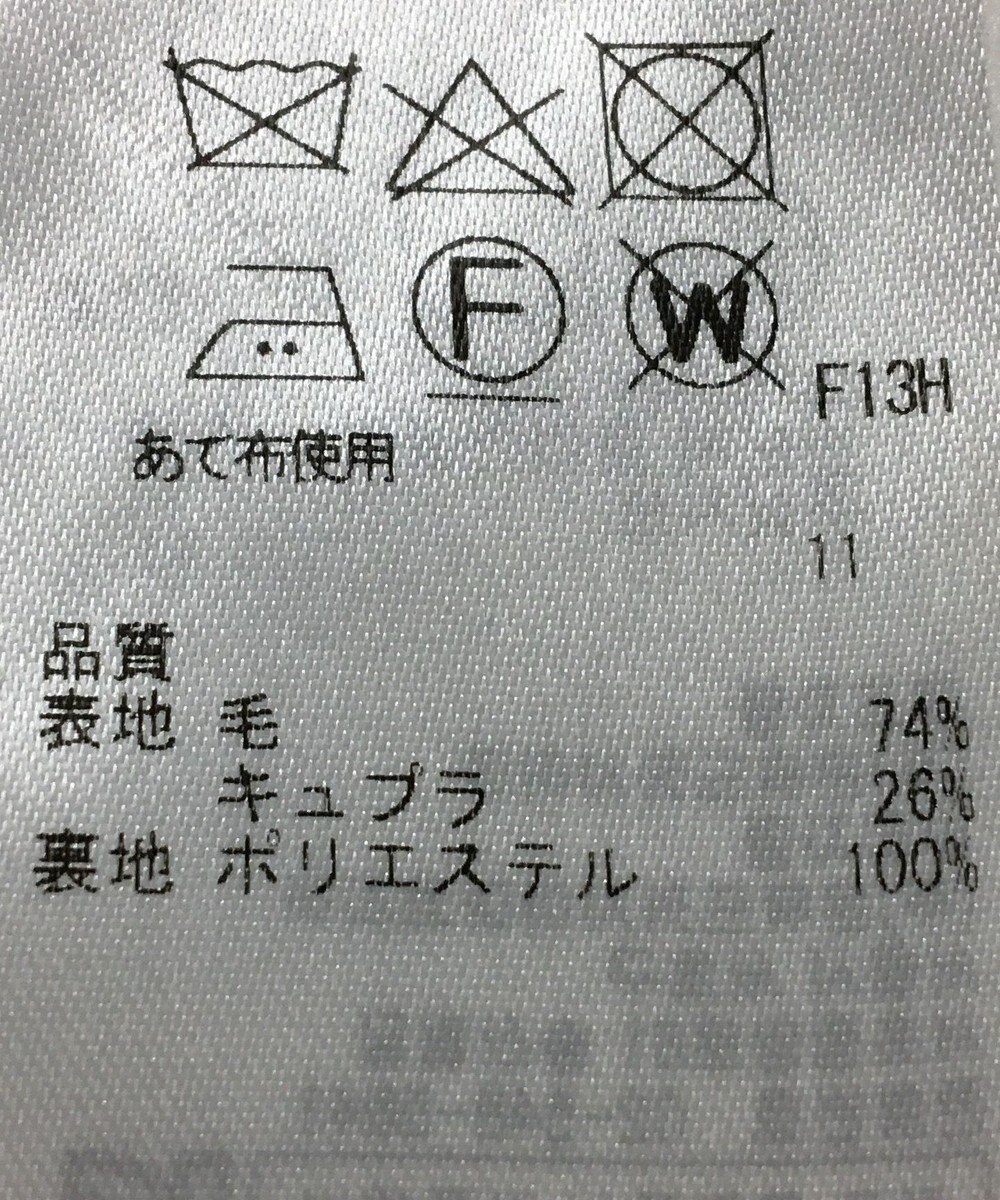 F
W
F13H
あて布使用
11
品質
表地 毛 74%
キュプラ 26%
裏地 ポリエステル 100%